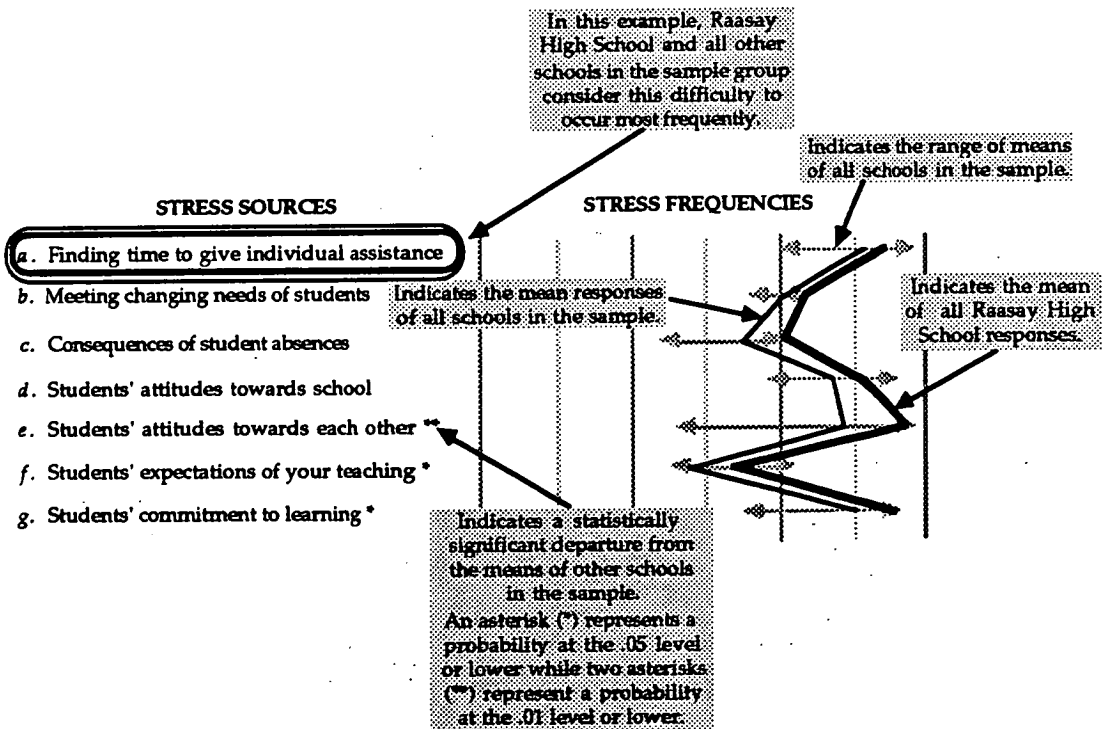 In this example, Raasay
High School and all other
schools in the sample group
consider this difficulty to
occur most frequently.
Indicates the range of means
of all schools in the sample.
STRESS SOURCES
STRESS FREQUENCIES
a. Finding time to give individual assistance
b. Meeting changing needs of students
Indicates the mean responses
of all schools in the sample.
Indicates the mean
of all Raasay High
School responses.
c. Consequences of student absences
d. Students' attitudes towards school
e. Students' attitudes towards each other **
f. Students' expectations of your teaching *
g. Students' commitment to learning *
Indicates a statistically
significant departure from
the means of other schools
in the sample.
An asterisk (*) represents a
probability at the .05 level
or lower while two asterisks
(**) represent a probability
at the .01 level or lower.